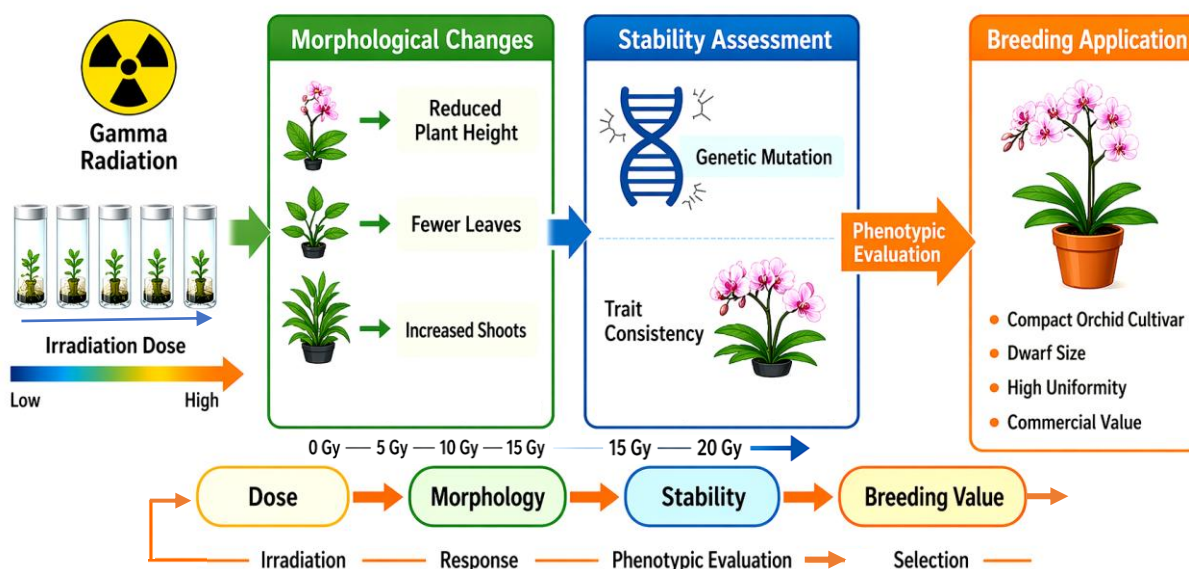 Gamma
Radiation
Irradiation Dose
Low
High
Morphological Changes
Reduced
Plant Height
Fewer Leaves
Increased Shoots
Stability Assessment
Genetic Mutation
Trait
Consistency
Phenotypic
Evaluation
Breeding Application
Compact Orchid Cultivar
Dwarf Size
High Uniformity
Commercial Value
0 Gy — 5 Gy — 10 Gy — 15 Gy — 15 Gy — 20 Gy
Dose
Morphology
Stability
Breeding Value
Irradiation
Response
Phenotypic Evaluation
Selection